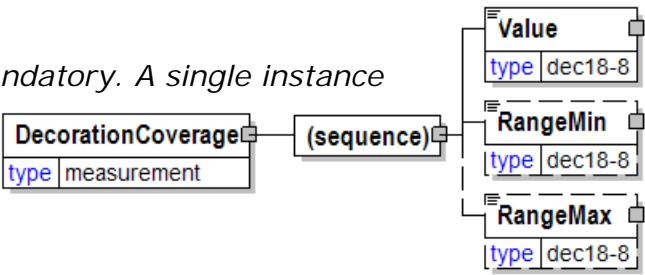 Value
type dec18-8
ndatory. A single instance
DecorationCoverage
type measurement
(sequence)
RangeMin
type dec18-8
RangeMax
type dec18-8